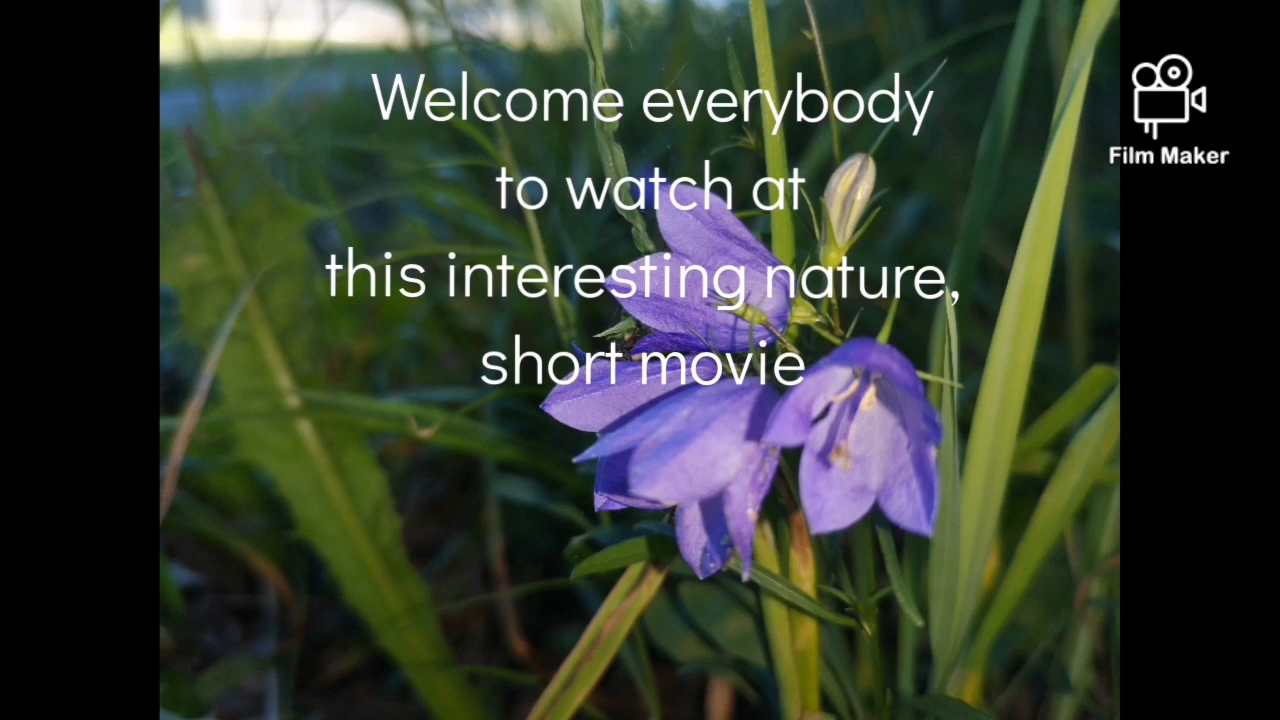 Welcome everybody
to watch at
this interesting nature,
short movie
Film Maker